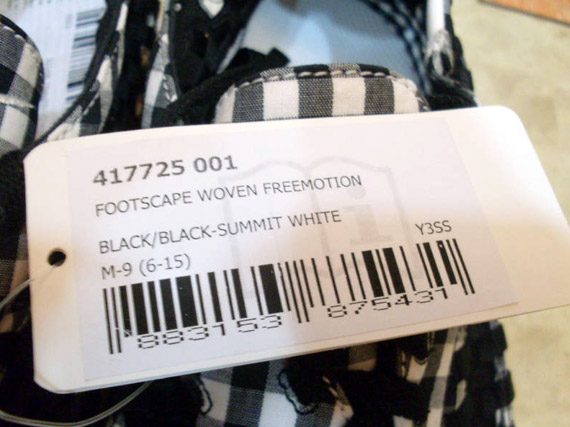 417725 001
FOOTSCAPE WOVEN FREEMOTION
BLACK/BLACK-SUMMIT WHITE
M-9 (6-15) Y3SS
883153 875431